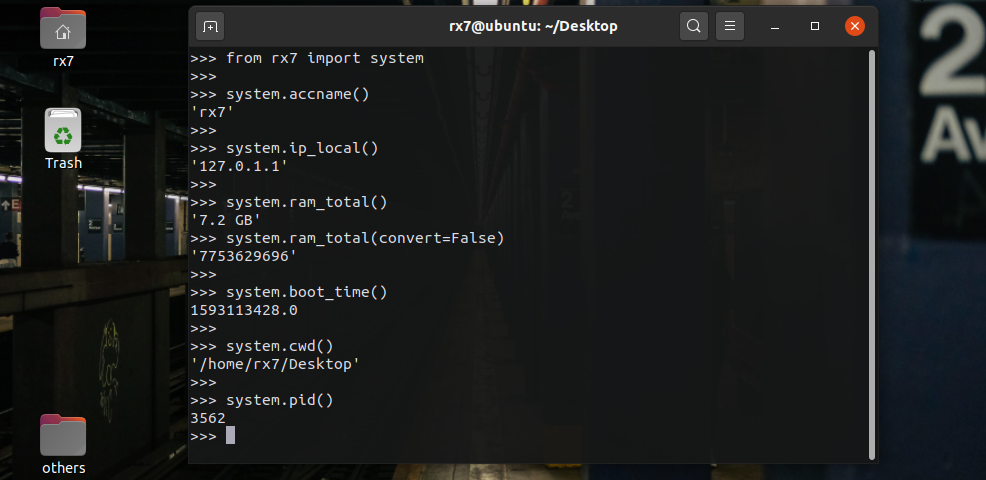 rx7@ubuntu: ~/Desktop
>>> from rx7 import system
>>>
>>> system.accname()
'rx7'
>>>
>>> system.ip_local()
'127.0.1.1'
>>>
>>> system.ram_total()
'7.2 GB'
>>> system.ram_total(convert=False)
'7753629696'
>>>
>>> system.boot_time()
1593113428.0
>>>
>>> system.cwd()
'/home/rx7/Desktop'
>>>
>>> system.pid()
3562
>>>
rx7
Trash
others
2
Av